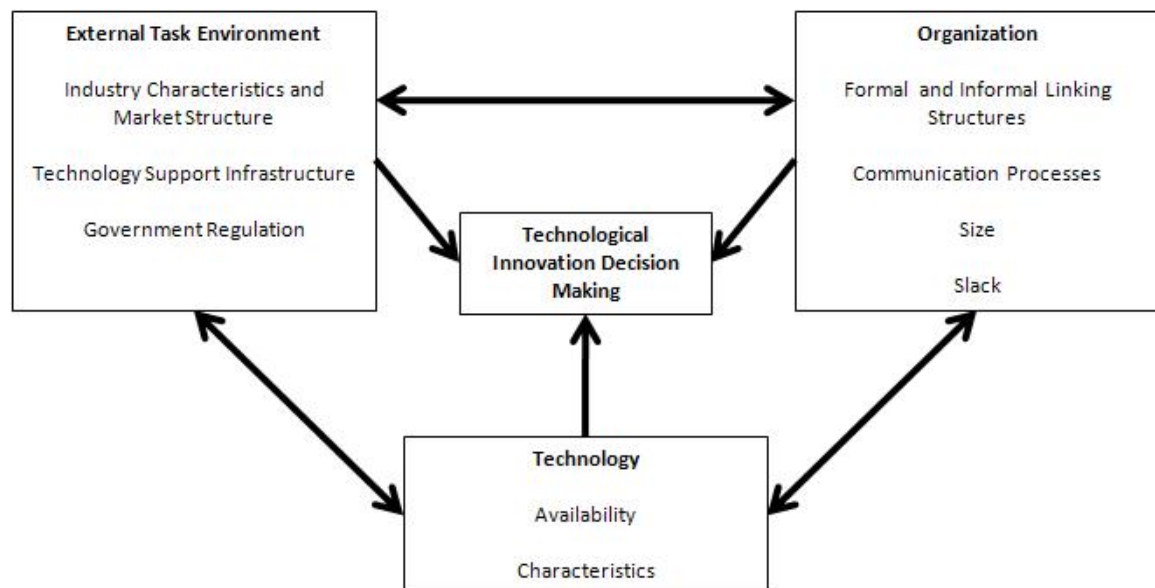 External Task Environment
Industry Characteristics and
Market Structure
Technology Support Infrastructure
Government Regulation
Organization
Formal and Informal Linking
Structures
Communication Processes
Size
Slack
Technological
Innovation Decision
Making
Technology
Availability
Characteristics